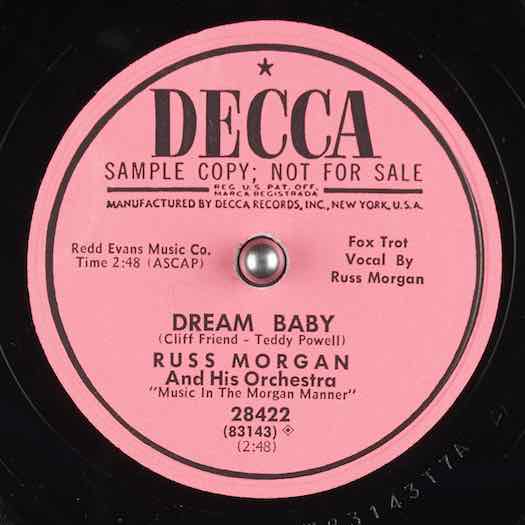 DECCA
SAMPLE COPY; NOT FOR SALE
REG. U.S. PAT. OFF.
MARCA REGISTRADA
MANUFACTURED BY DECCA RECORDS, INC., NEW YORK, U.S.A.
Redd Evans Music Co.
Time 2:48 (ASCAP)
Fox Trot
Vocal By
Russ Morgan
DREAM BABY
(Cliff Friend - Teddy Powell)
RUSS MORGAN
And His Orchestra
"Music In The Morgan Manner"
28422
(83143)
(2:48)
83143T7A